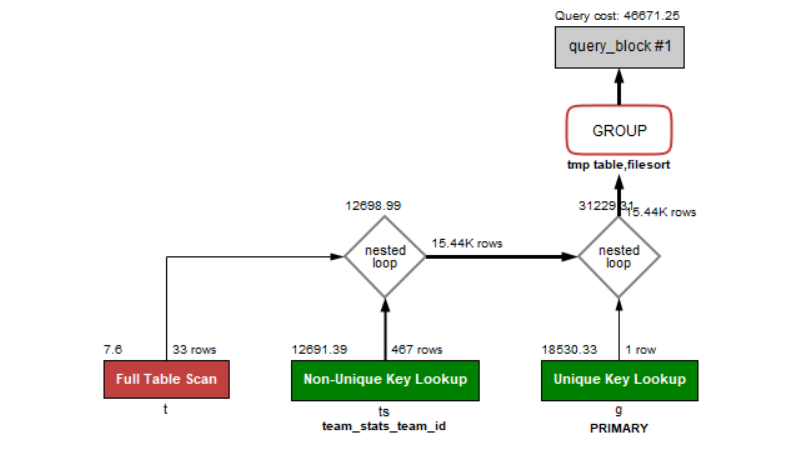 Query cost: 46671.25
query_block #1
GROUP
tmp table,filesort
12698.99
31229.31
15.44K rows
15.44K rows
nested
loop
nested
loop
7.6
33 rows
12691.39
467 rows
18530.33
1 row
Full Table Scan
Non-Unique Key Lookup
Unique Key Lookup
t
ts
g
team_stats_team_id
PRIMARY